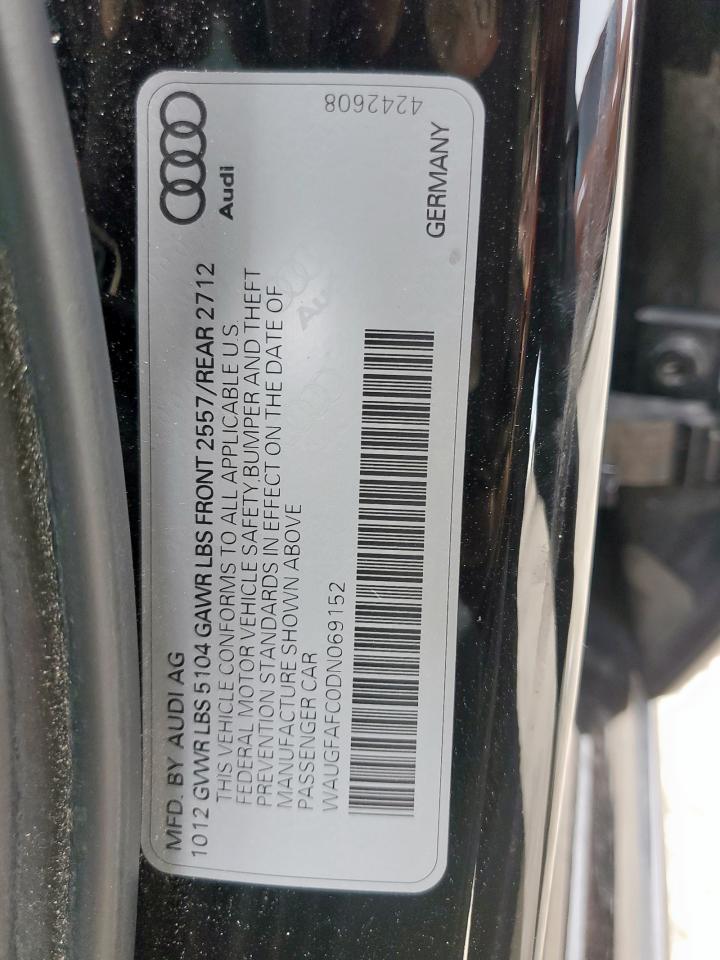 MFD. BY AUDI AG
1012 GVWR LBS 5104 GAWR LBS FRONT 2557/REAR 2712
THIS VEHICLE CONFORMS TO ALL APPLICABLE U.S.
FEDERAL MOTOR VEHICLE SAFETY,BUMPER AND THEFT
PREVENTION STANDARDS IN EFFECT ON THE DATE OF
MANUFACTURE SHOWN ABOVE
PASSENGER CAR
WAUGFAFC0DN069152
Audi
GERMANY
4242608